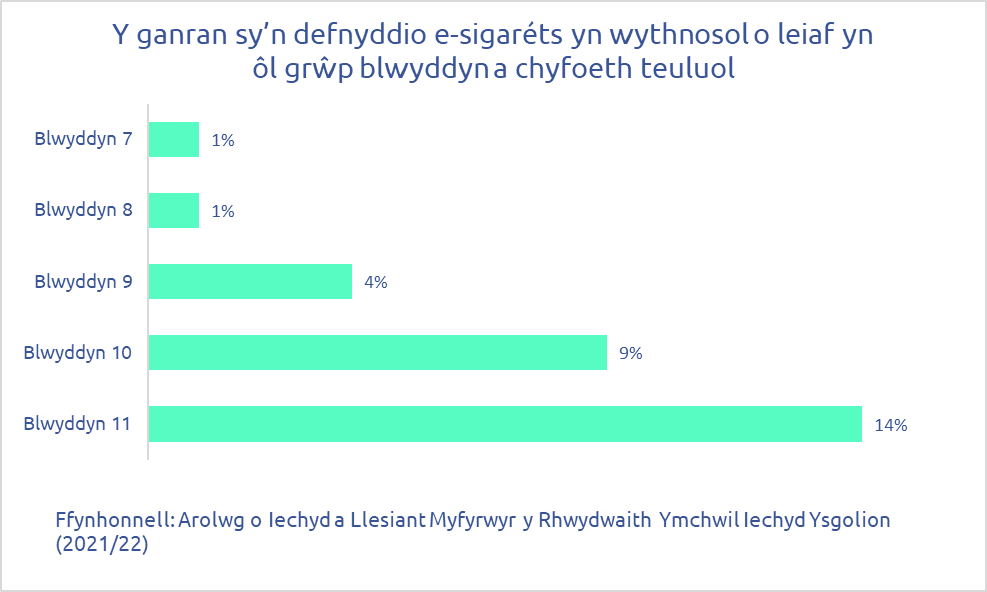 Y ganran sy’n defnyddio e-sigaréts yn wythnosol o leiaf yn
ôl grŵp blwyddyn a chyfoeth teuluol
Blwyddyn 7 1%
Blwyddyn 8 1%
Blwyddyn 9 4%
Blwyddyn 10 9%
Blwyddyn 11 14%
Ffynhonnell: Arolwg o Iechyd a Llesiant Myfyrwyr y Rhwydwaith Ymchwil Iechyd Ysgolion
(2021/22)